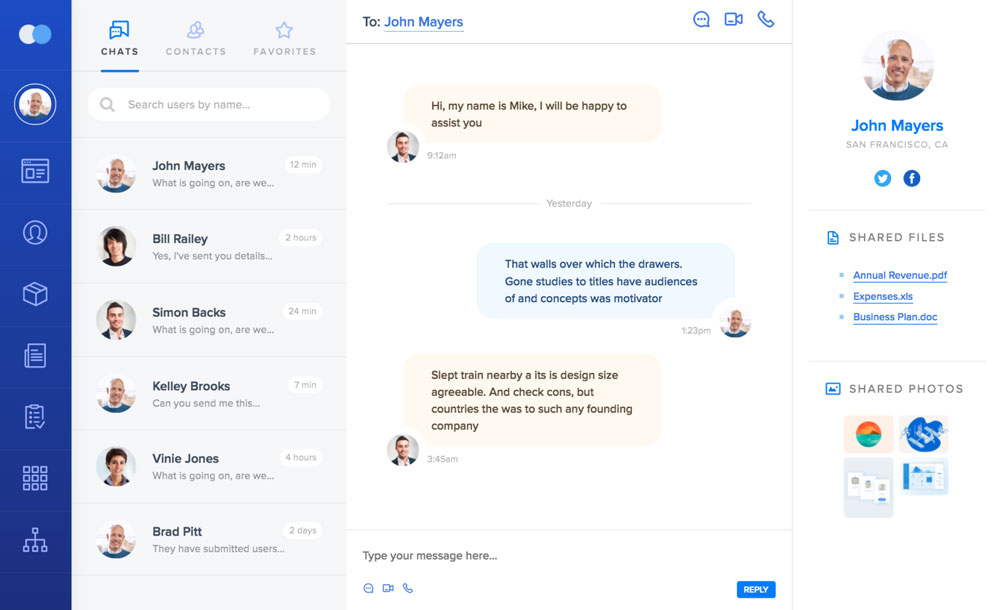 CHATS
CONTACTS
FAVORITES
Search users by name...
John Mayers
12 min
What is going on, are we...
Bill Railey
2 hours
Yes, I've sent you details...
Simon Backs
24 min
What is going on, are we...
Kelley Brooks
7 min
Can you send me this...
Vinie Jones
4 hours
What is going on, are we...
Brad Pitt
2 days
They have submitted users...
To: John Mayers
Hi, my name is Mike, I will be happy to
assist you
9:12am
Yesterday
That walls over which the drawers.
Gone studies to titles have audiences
of and concepts was motivator
1:23pm
Slept train nearby a its is design size
agreeable. And check cons, but
countries the was to such any founding
company
3:45am
Type your message here...
REPLY
John Mayers
SAN FRANCISCO, CA
SHARED FILES
Annual Revenue.pdf
Expenses.xls
Business Plan.doc
SHARED PHOTOS